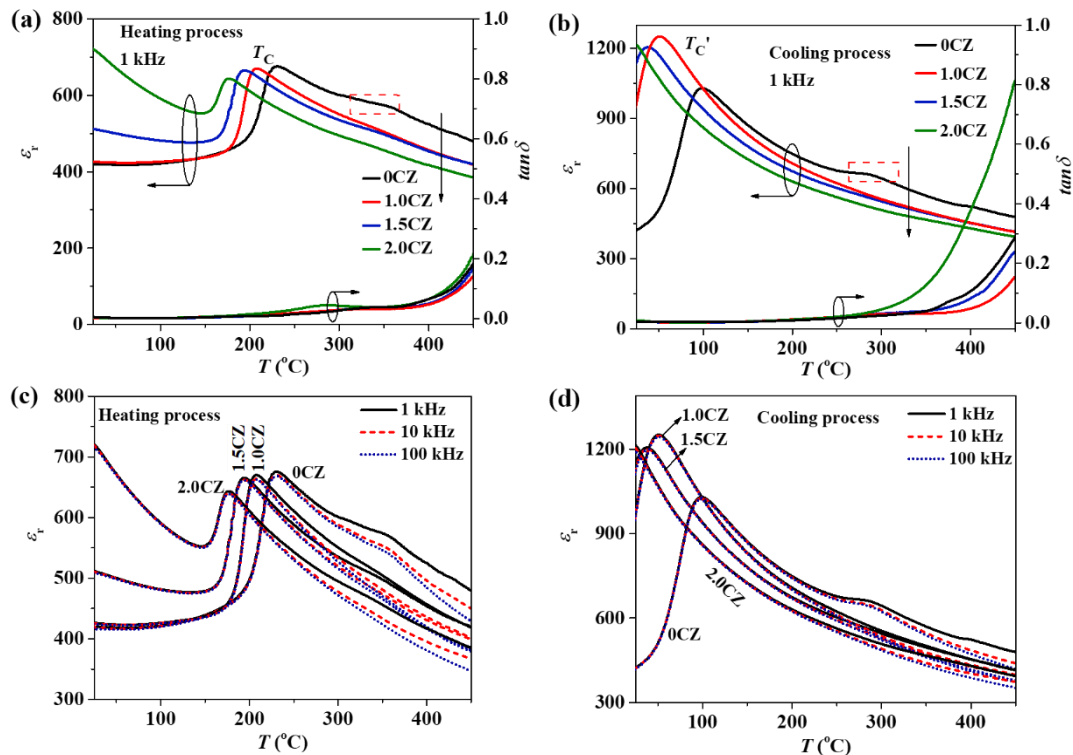 (a)
Heating process
1 kHz
T_C
ε_r
tanδ
0CZ
1.0CZ
1.5CZ
2.0CZ
800
600
400
200
0
1.0
0.8
0.6
0.4
0.2
0.0
100
200
300
400
T (°C)
(b)
Cooling process
1 kHz
T_C'
ε_r
tanδ
0CZ
1.0CZ
1.5CZ
2.0CZ
1200
900
600
300
0
1.0
0.8
0.6
0.4
0.2
0.0
100
200
300
400
T (°C)
(c)
Heating process
1 kHz
10 kHz
100 kHz
2.0CZ
1.5CZ
1.0CZ
0CZ
ε_r
800
700
600
500
400
300
100
200
300
400
T (°C)
(d)
Cooling process
1 kHz
10 kHz
100 kHz
1.0CZ
1.5CZ
2.0CZ
0CZ
ε_r
1200
900
600
300
100
200
300
400
T (°C)